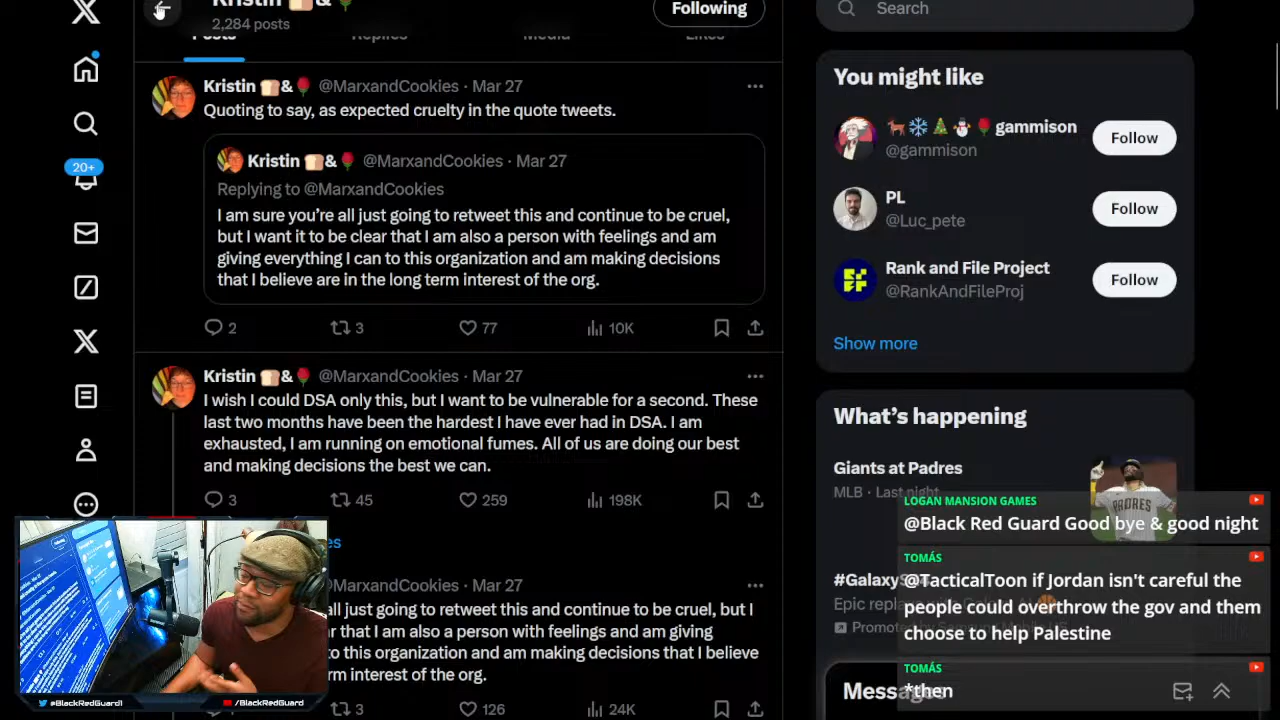 Kristin &
2,284 posts
Following
Posts
Replies
Media
Likes
Search
Kristin & @MarxandCookies · Mar 27
Quoting to say, as expected cruelty in the quote tweets.
Kristin & @MarxandCookies · Mar 27
Replying to @MarxandCookies
I am sure you're all just going to retweet this and continue to be cruel,
but I want it to be clear that I am also a person with feelings and am
giving everything I can to this organization and am making decisions
that I believe are in the long term interest of the org.
2
3
77
10K
Kristin & @MarxandCookies · Mar 27
I wish I could DSA only this, but I want to be vulnerable for a second. These
last two months have been the hardest I have ever had in DSA. I am
exhausted, I am running on emotional fumes. All of us are doing our best
and making decisions the best we can.
3
45
259
198K
es
@MarxandCookies · Mar 27
all just going to retweet this and continue to be cruel, but I
r that I am also a person with feelings and am giving
to this organization and am making decisions that I believe
rm interest of the org.
3
126
24K
20+
You might like
gammison
@gammison
Follow
PL
@Luc_pete
Follow
Rank and File Project
@RankAndFileProj
Follow
Show more
What's happening
Giants at Padres
MLB · Last night
PADRES
#Galaxy
Epic
Promote
Messages
LOGAN MANSION GAMES
@Black Red Guard Good bye & good night
TOMÁS
@TacticalToon if Jordan isn't careful the
people could overthrow the gov and them
choose to help Palestine
TOMÁS
*then
#BlackRedGuard1
/BlackRedGuard